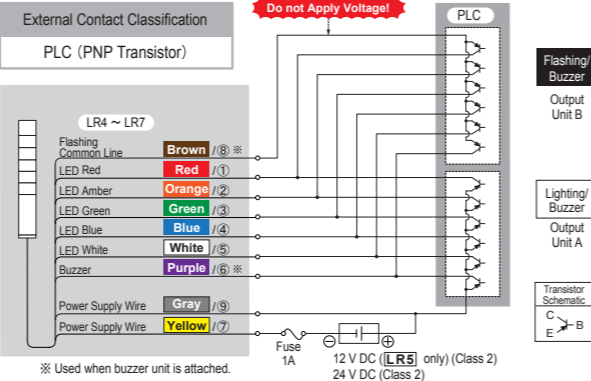 External Contact Classification
PLC (PNP Transistor)
Do not Apply Voltage!
PLC
LR4 ～ LR7
Flashing
Common Line
Brown /⑧ ※
LED Red
Red /①
LED Amber
Orange /②
LED Green
Green /③
LED Blue
Blue /④
LED White
White /⑤
Buzzer
Purple /⑥ ※
Power Supply Wire
Gray /⑨
Power Supply Wire
Yellow /⑦
※ Used when buzzer unit is attached.
Fuse
1A
⊖
⊕
12 V DC (LR5 only) (Class 2)
24 V DC (Class 2)
Flashing/
Buzzer
Output
Unit B
Lighting/
Buzzer
Output
Unit A
Transistor
Schematic
C
B
E